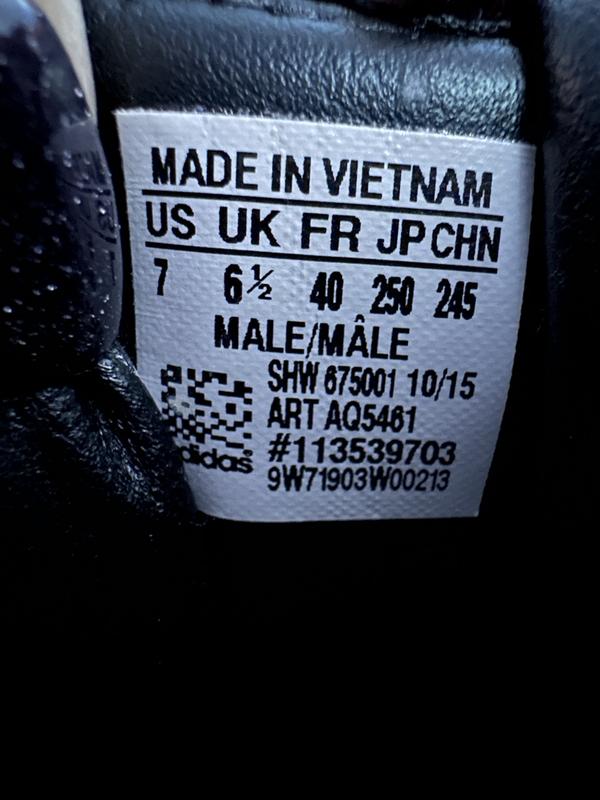 MADE IN VIETNAM
US UK FR JP CHN
7 6½ 40 250 245
MALE/MÂLE
SHW 675001 10/15
ART AQ5461
#113539703
adidas®
9W71903W00213